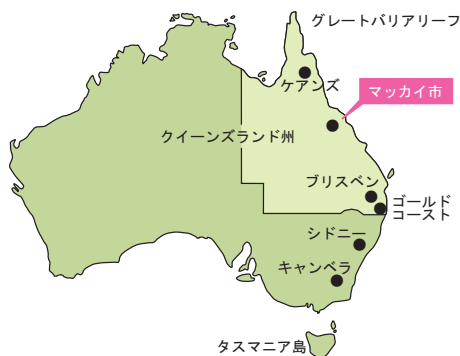 グレートバリアリーフ
ケアンズ
マッカイ市
クイーンズランド州
ブリスベン
ゴールド
コースト
シドニー
キャンベラ
タスマニア島